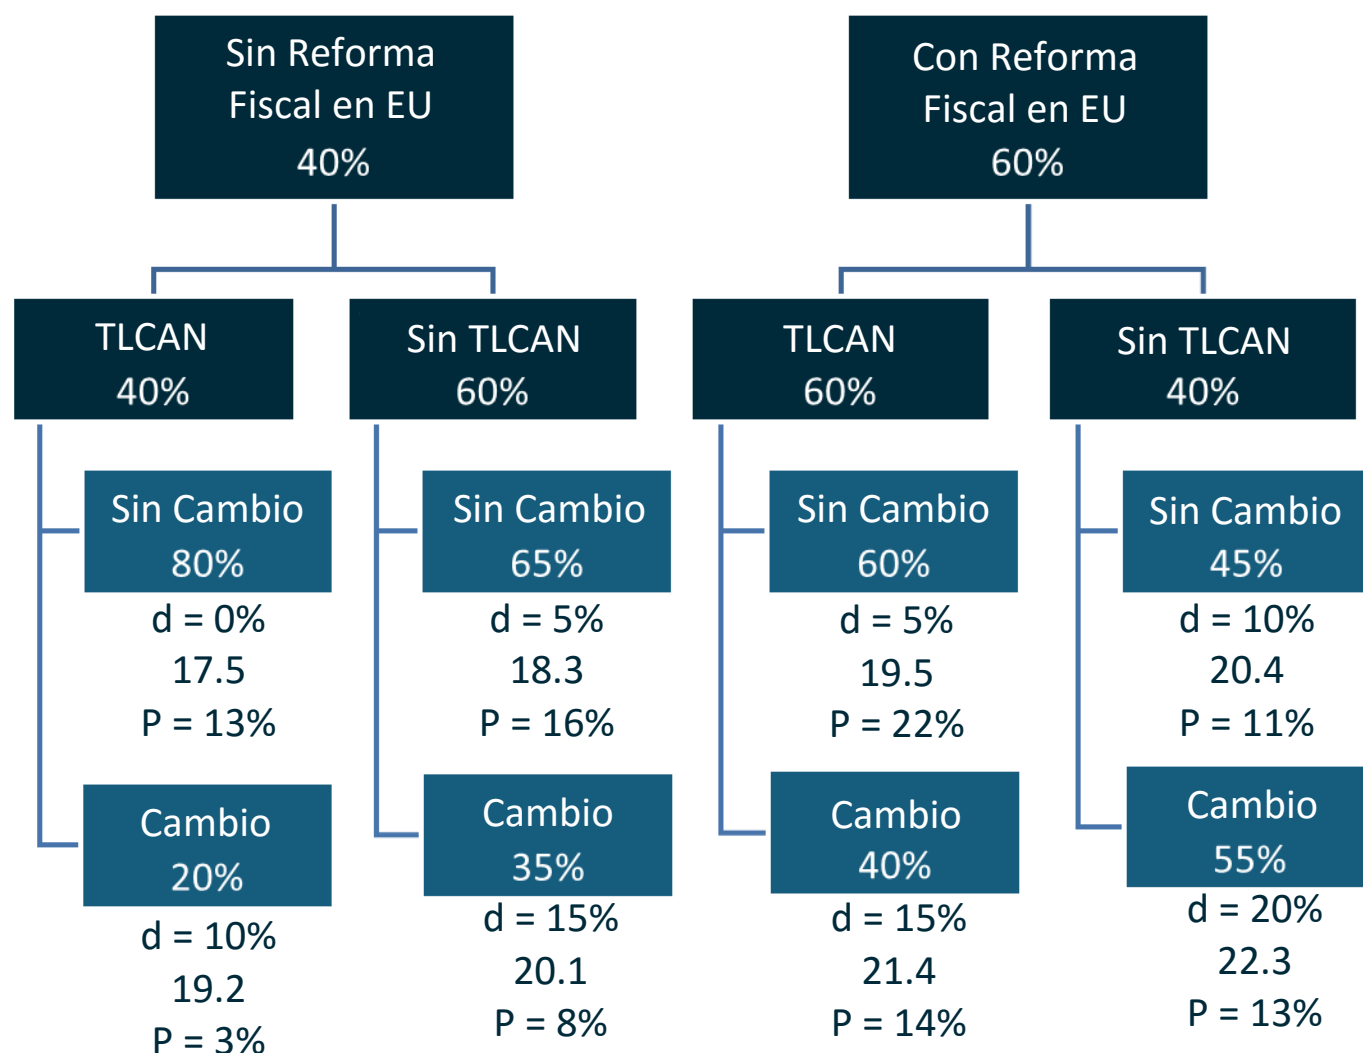 Sin Reforma
Fiscal en EU
40%
Con Reforma
Fiscal en EU
60%
TLCAN
40%
Sin TLCAN
60%
TLCAN
60%
Sin TLCAN
40%
Sin Cambio
80%
d = 0%
17.5
P = 13%
Sin Cambio
65%
d = 5%
18.3
P = 16%
Sin Cambio
60%
d = 5%
19.5
P = 22%
Sin Cambio
45%
d = 10%
20.4
P = 11%
Cambio
20%
d = 10%
19.2
P = 3%
Cambio
35%
d = 15%
20.1
P = 8%
Cambio
40%
d = 15%
21.4
P = 14%
Cambio
55%
d = 20%
22.3
P = 13%